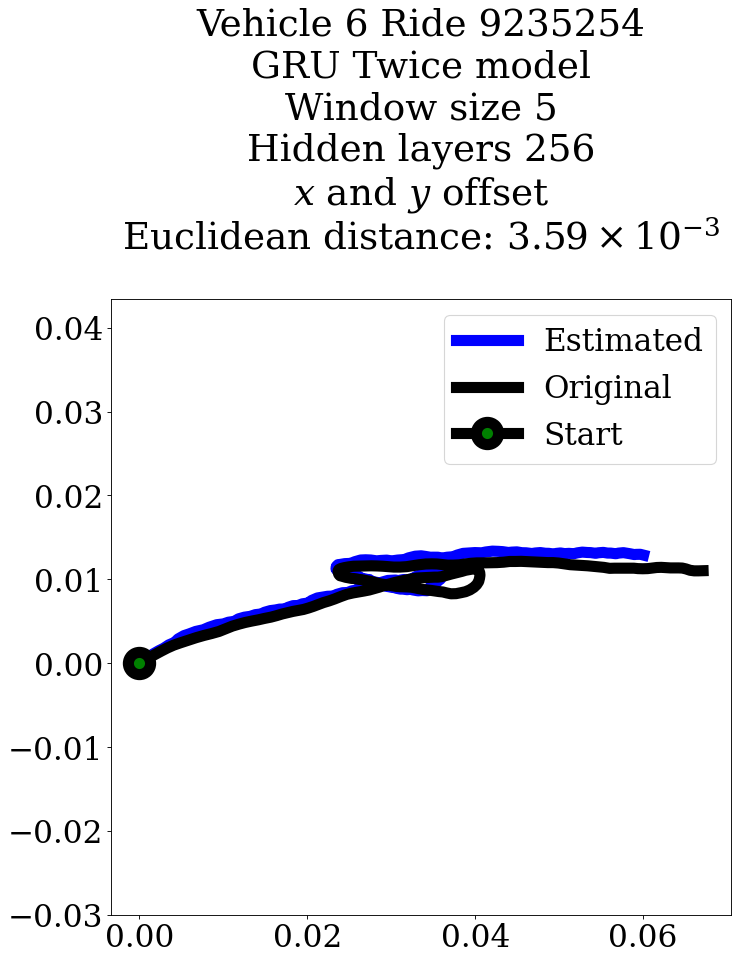 Vehicle 6 Ride 9235254
GRU Twice model
Window size 5
Hidden layers 256
x and y offset
Euclidean distance: 3.59 × 10⁻³
Estimated
Original
Start
0.04
0.03
0.02
0.01
0.00
−0.01
−0.02
−0.03
0.00 0.02 0.04 0.06